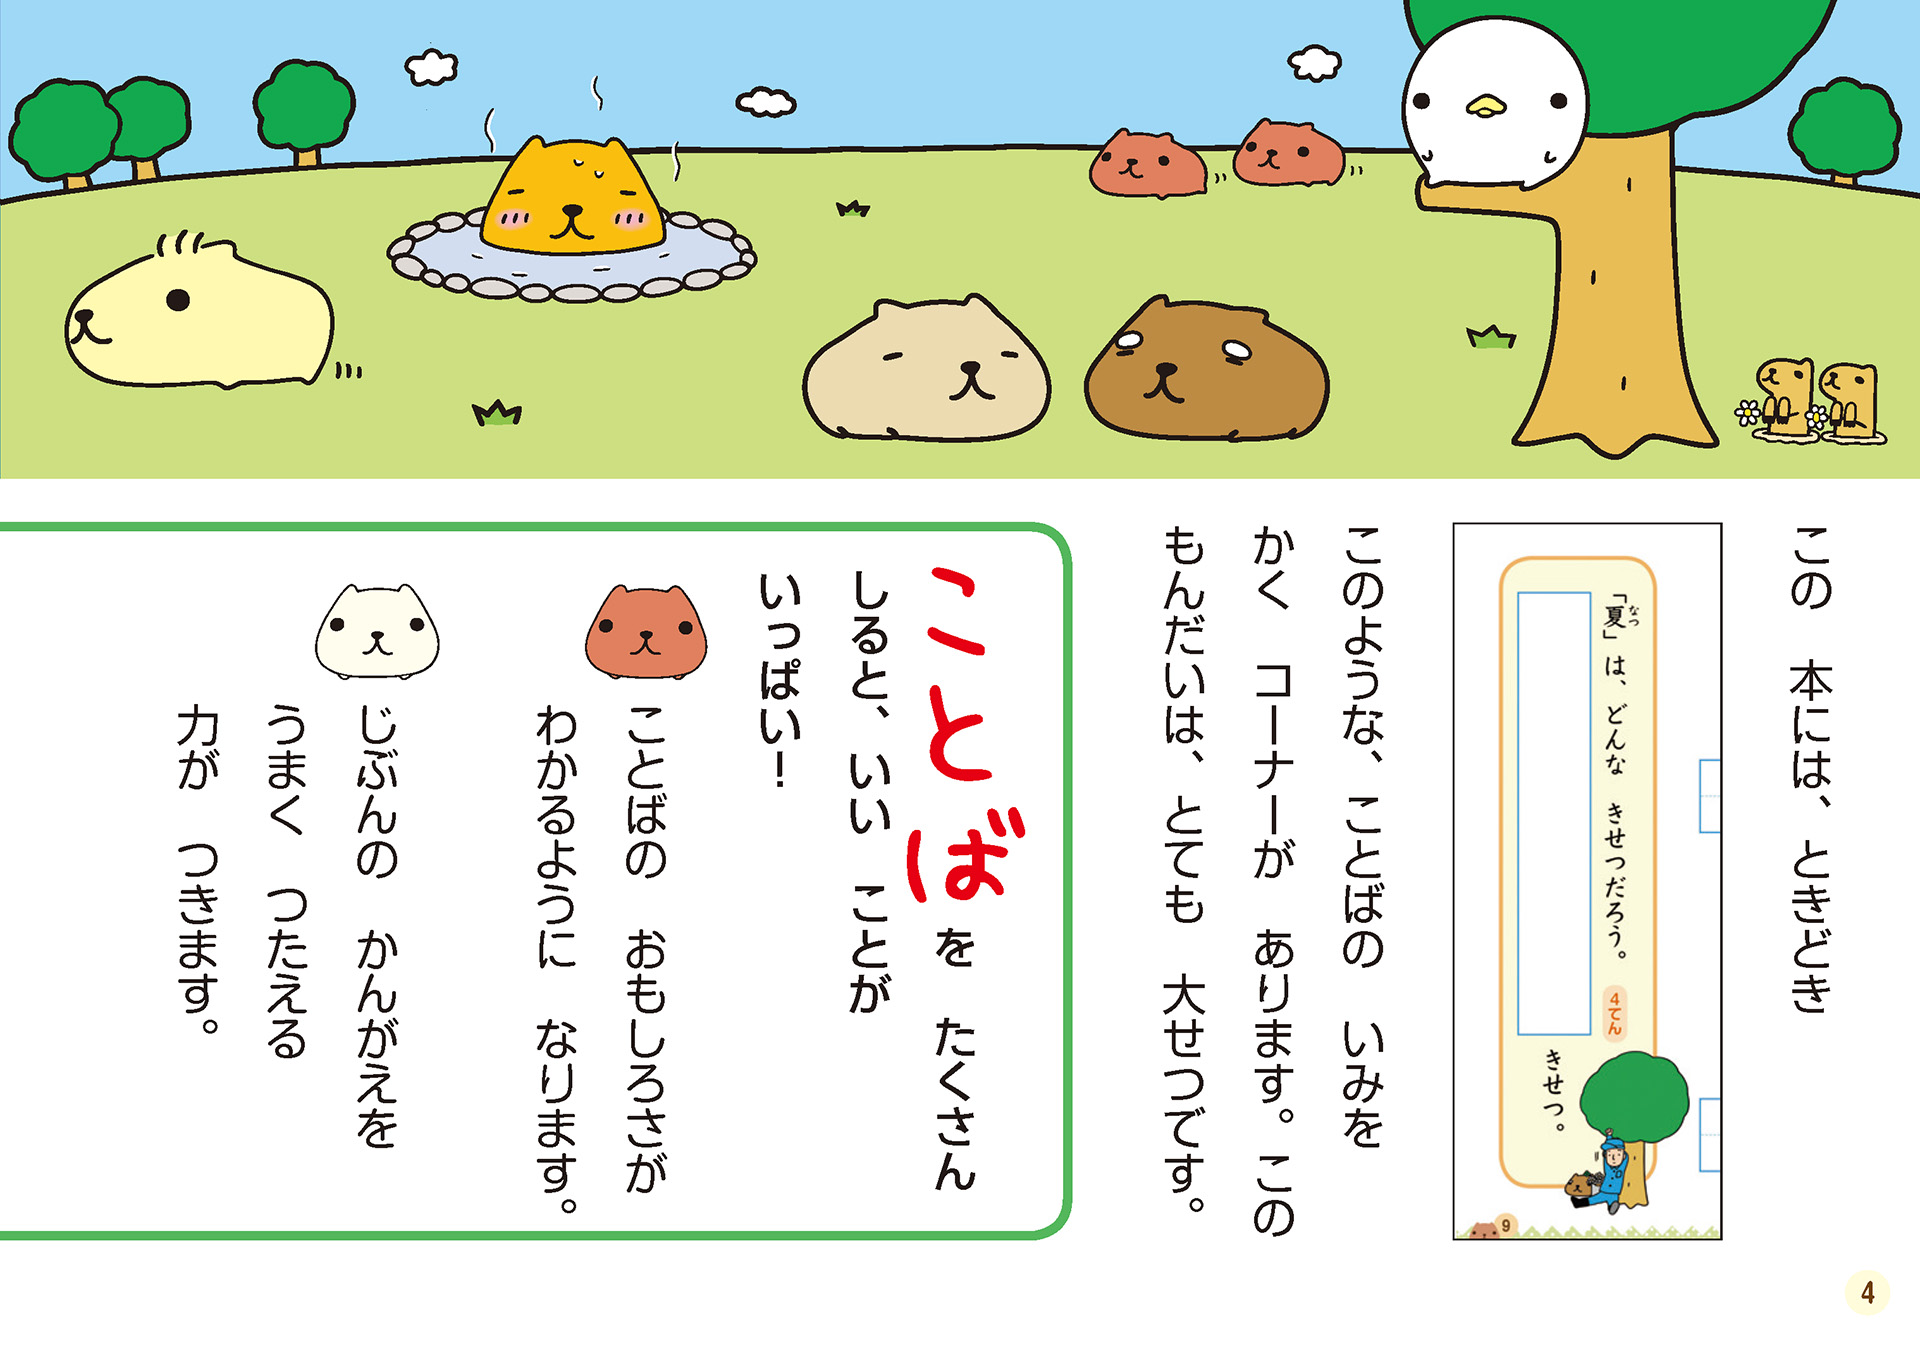 この 本には、ときどき
「夏」は、どんな きせつだろう。
なつ
4てん
きせつ。
9
このような、ことばの いみを
かく コーナーが あります。この
もんだいは、とても 大せつです。
ことばを たくさん
しると、いい ことが
いっぱい！
ことばの おもしろさが
わかるように なります。
じぶんの かんがえを
うまく つたえる
力が つきます。
4